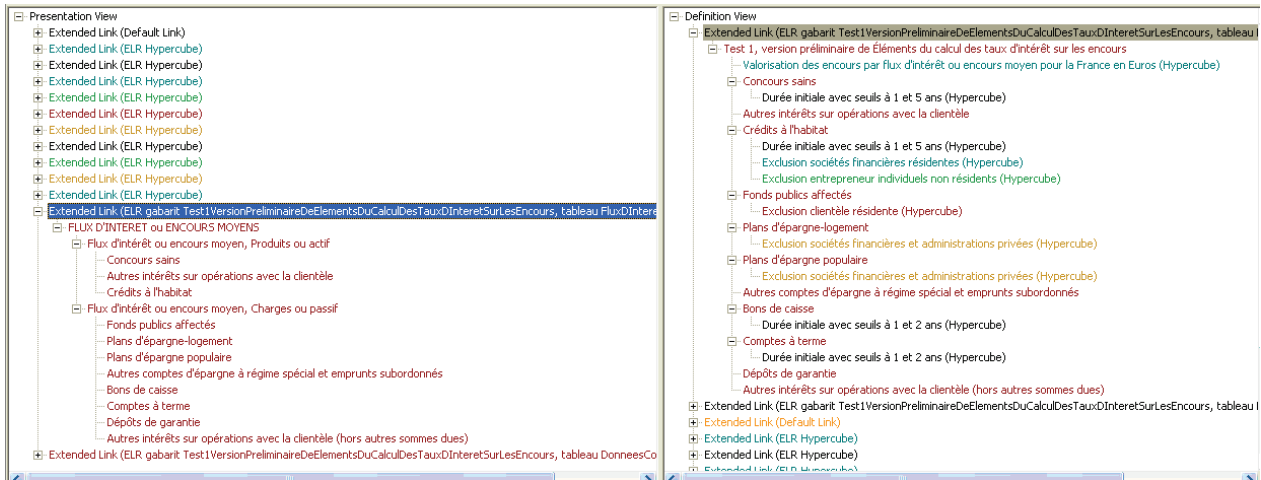 Presentation View
Extended Link (Default Link)
Extended Link (ELR Hypercube)
Extended Link (ELR Hypercube)
Extended Link (ELR Hypercube)
Extended Link (ELR Hypercube)
Extended Link (ELR Hypercube)
Extended Link (ELR Hypercube)
Extended Link (ELR Hypercube)
Extended Link (ELR Hypercube)
Extended Link (ELR Hypercube)
Extended Link (ELR Hypercube)
Extended Link (ELR gabarit Test1VersionPreliminaireDeElementsDuCalculDesTauxDInteretSurLesEncours, tableau FluxDIntere
FLUX D'INTERET ou ENCOURS MOYENS
Flux d'intérêt ou encours moyen, Produits ou actif
Concours sains
Autres intérêts sur opérations avec la clientèle
Crédits à l'habitat
Flux d'intérêt ou encours moyen, Charges ou passif
Fonds publics affectés
Plans d'épargne-logement
Plans d'épargne populaire
Autres comptes d'épargne à régime spécial et emprunts subordonnés
Bons de caisse
Comptes à terme
Dépôts de garantie
Autres intérêts sur opérations avec la clientèle (hors autres sommes dues)
Extended Link (ELR gabarit Test1VersionPreliminaireDeElementsDuCalculDesTauxDInteretSurLesEncours, tableau DonneesCo
Definition View
Extended Link (ELR gabarit Test1VersionPreliminaireDeElementsDuCalculDesTauxDInteretSurLesEncours, tableau
Test 1, version préliminaire de Éléments du calcul des taux d'intérêt sur les encours
Valorisation des encours par flux d'intérêt ou encours moyen pour la France en Euros (Hypercube)
Concours sains
Durée initiale avec seuils à 1 et 5 ans (Hypercube)
Autres intérêts sur opérations avec la clientèle
Crédits à l'habitat
Durée initiale avec seuils à 1 et 5 ans (Hypercube)
Exclusion sociétés financières résidentes (Hypercube)
Exclusion entrepreneur individuels non résidents (Hypercube)
Fonds publics affectés
Exclusion clientèle résidente (Hypercube)
Plans d'épargne-logement
Exclusion sociétés financières et administrations privées (Hypercube)
Plans d'épargne populaire
Exclusion sociétés financières et administrations privées (Hypercube)
Autres comptes d'épargne à régime spécial et emprunts subordonnés
Bons de caisse
Durée initiale avec seuils à 1 et 2 ans (Hypercube)
Comptes à terme
Durée initiale avec seuils à 1 et 2 ans (Hypercube)
Dépôts de garantie
Autres intérêts sur opérations avec la clientèle (hors autres sommes dues)
Extended Link (ELR gabarit Test1VersionPreliminaireDeElementsDuCalculDesTauxDInteretSurLesEncours, tableau
Extended Link (Default Link)
Extended Link (ELR Hypercube)
Extended Link (ELR Hypercube)
Extended Link (ELR Hypercube)